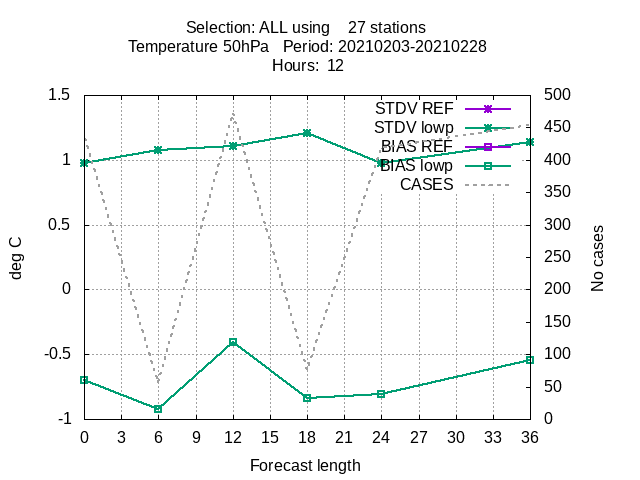 Selection: ALL using    27 stations
Temperature 50hPa   Period: 20210203-20210228
Hours:  12
1.5
1
0.5
0
-0.5
-1
deg C
500
450
400
350
300
250
200
150
100
50
0
No cases
STDV REF
STDV lowp
BIAS REF
BIAS lowp
CASES
0 3 6 9 12 15 18 21 24 27 30 33 36
Forecast length